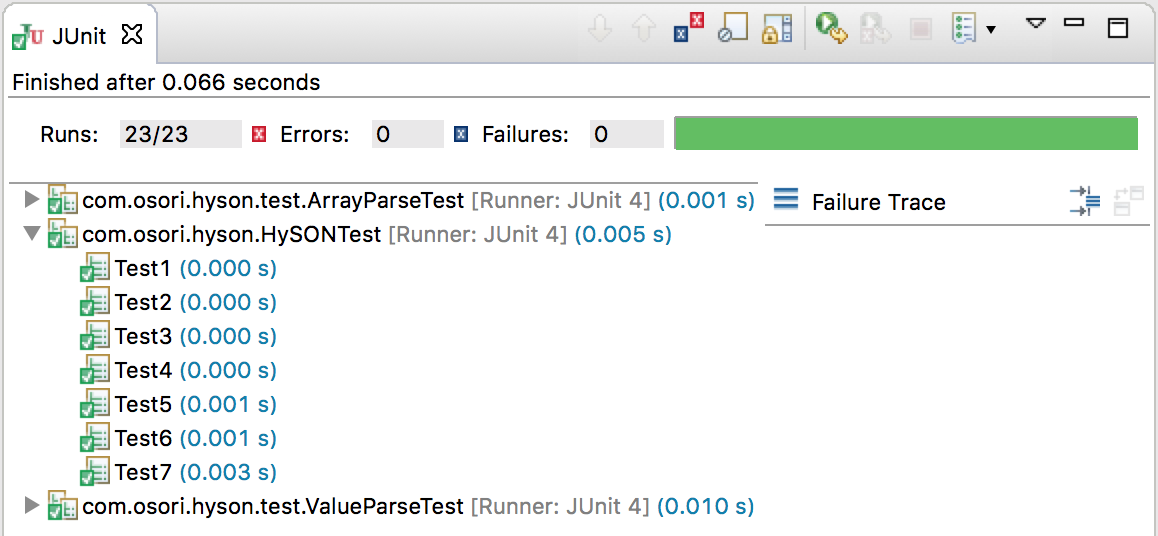 JUnit
Finished after 0.066 seconds
Runs: 23/23 Errors: 0 Failures: 0
com.osori.hyson.test.ArrayParseTest [Runner: JUnit 4] (0.001 s)
Failure Trace
com.osori.hyson.HySONTest [Runner: JUnit 4] (0.005 s)
Test1 (0.000 s)
Test2 (0.000 s)
Test3 (0.000 s)
Test4 (0.000 s)
Test5 (0.001 s)
Test6 (0.001 s)
Test7 (0.003 s)
com.osori.hyson.test.ValueParseTest [Runner: JUnit 4] (0.010 s)